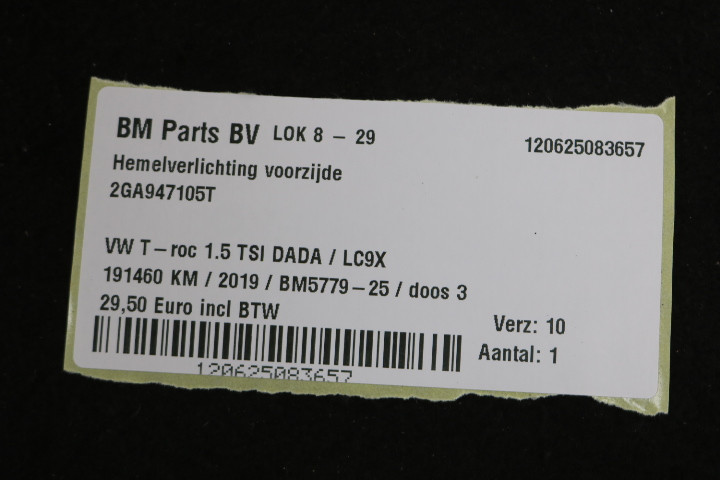 BM Parts BV LOK 8 - 29
120625083657
Hemelverlichting voorzijde
2GA947105T
VW T-roc 1.5 TSI DADA / LC9X
191460 KM / 2019 / BM5779-25 / doos 3
29,50 Euro incl BTW
Verz: 10
Aantal: 1
120625083657